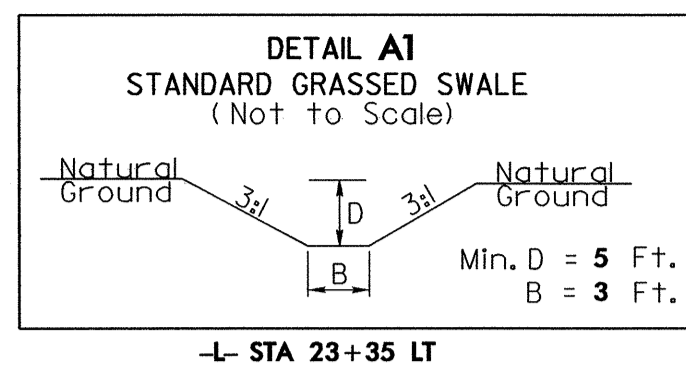 DETAIL A1
STANDARD GRASSED SWALE
(Not to Scale)
Natural
Ground
3:1
D
3:1
Natural
Ground
B
Min. D = 5 Ft.
B = 3 Ft.
-L- STA 23+35 LT